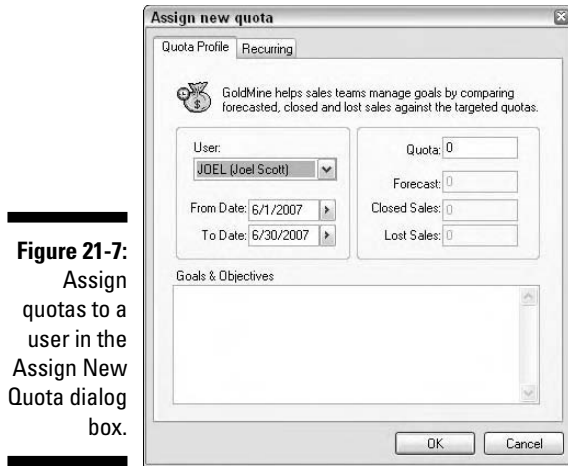 Assign new quota
Quota Profile
Recurring
GoldMine helps sales teams manage goals by comparing
forecasted, closed and lost sales against the targeted quotas.
User:
JOEL (Joel Scott)
From Date: 6/1/2007
To Date: 6/30/2007
Quota: 0
Forecast: 0
Closed Sales: 0
Lost Sales: 0
Goals & Objectives
OK
Cancel
Figure 21-7:
Assign
quotas to a
user in the
Assign New
Quota dialog
box.